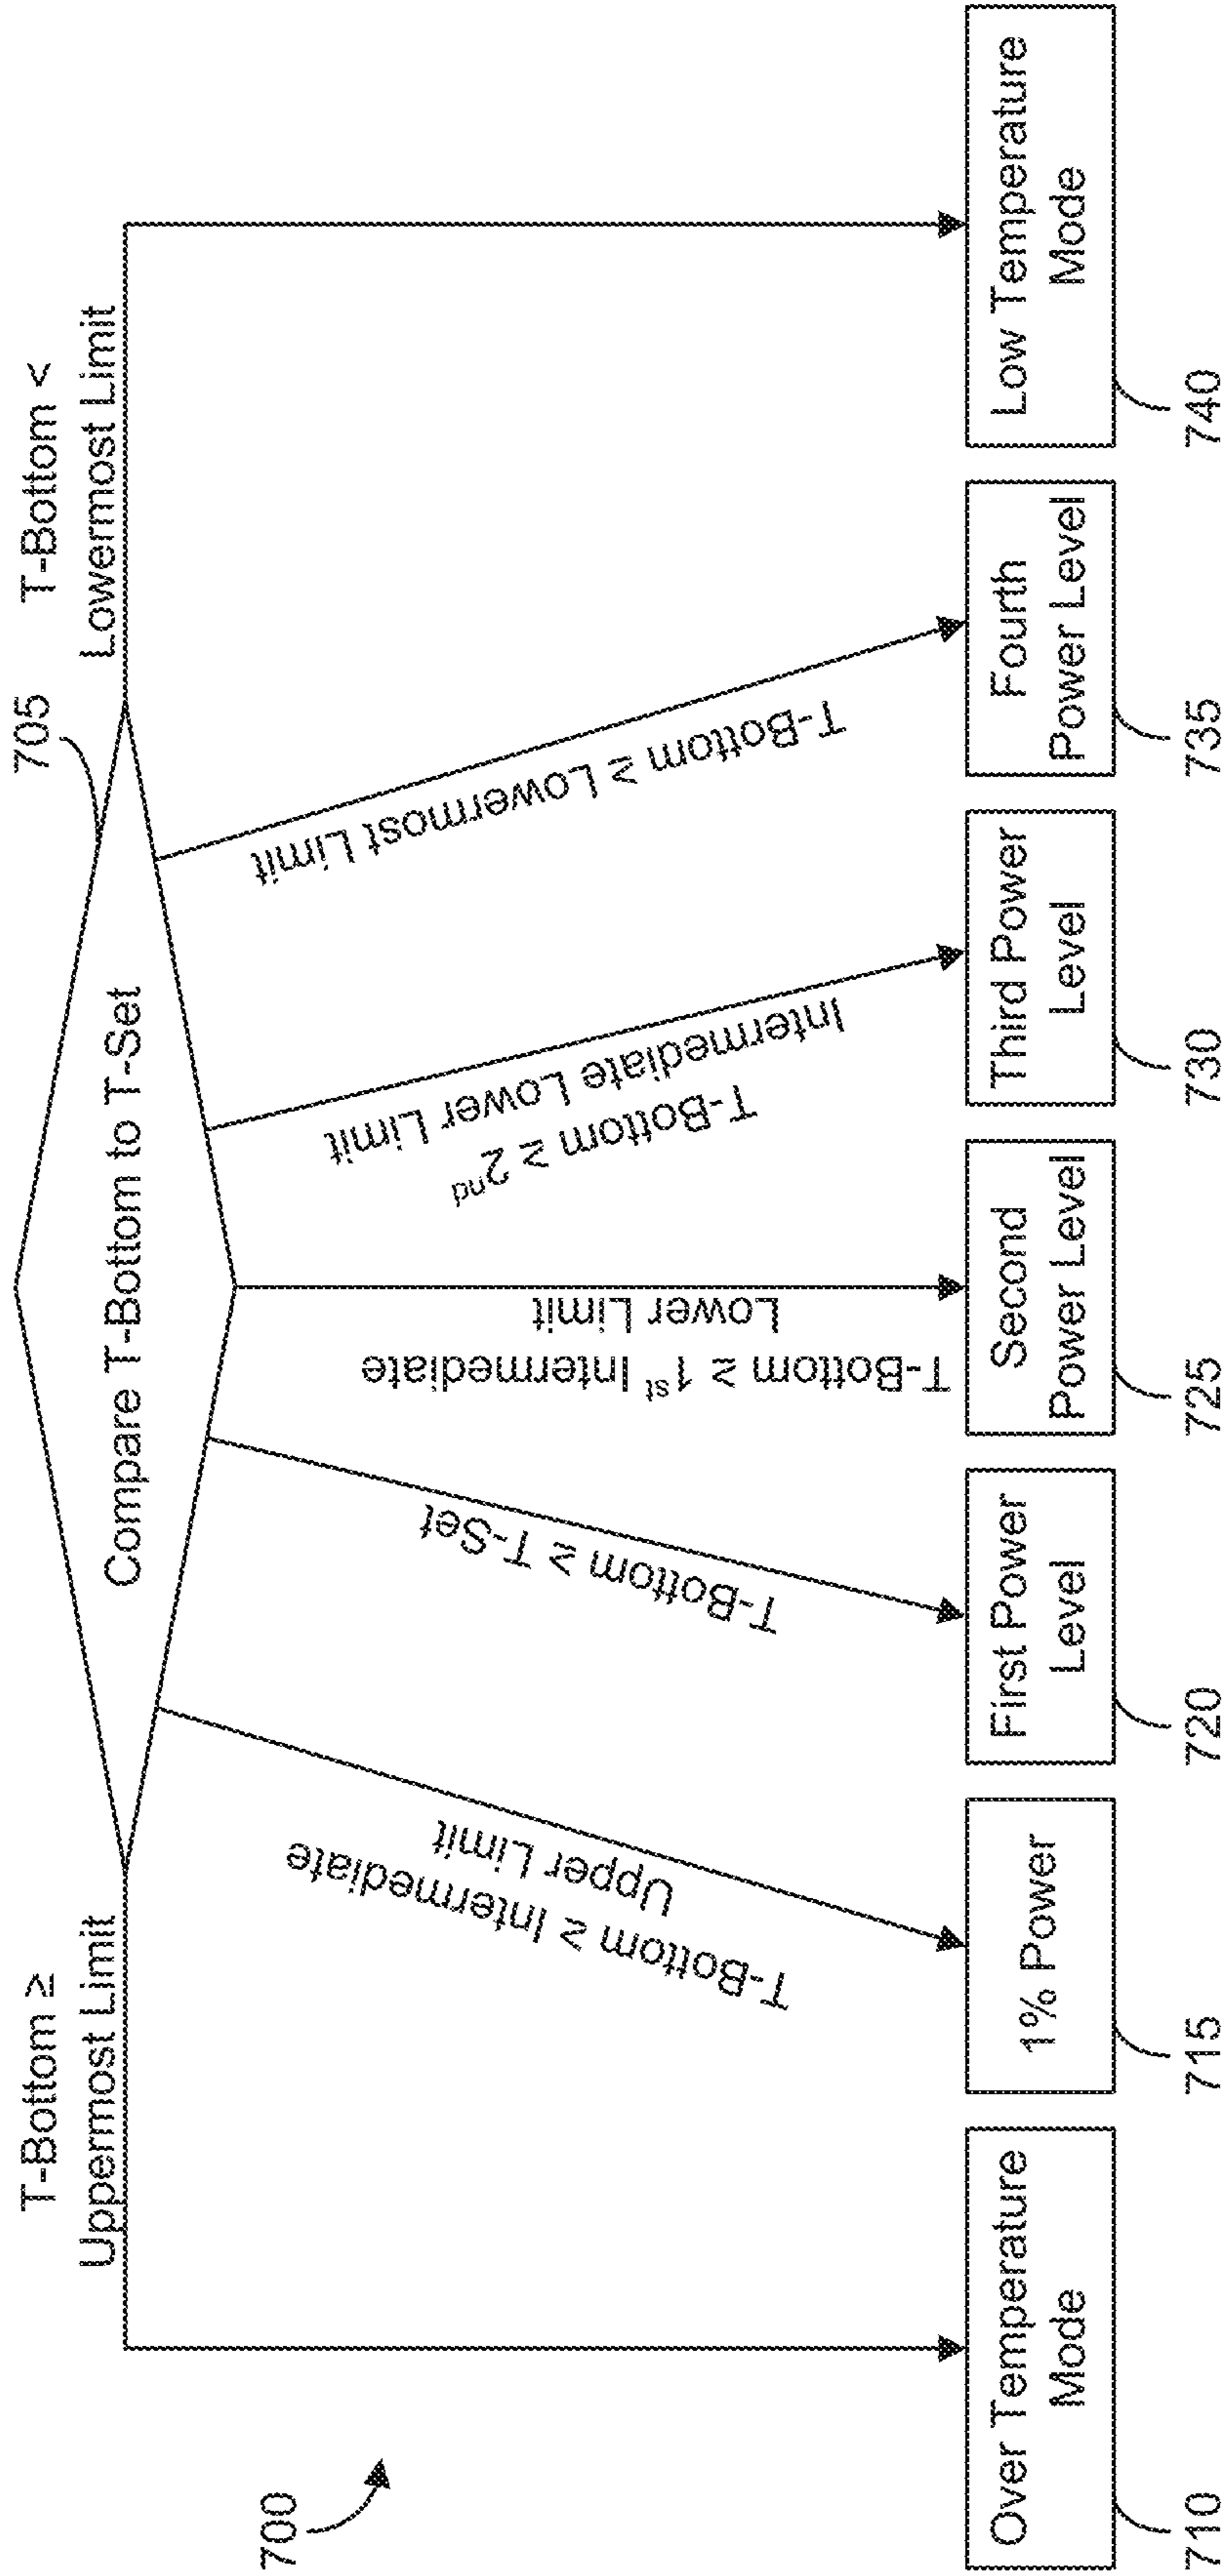 700
T-Bottom ≥
Uppermost Limit
705
T-Bottom <
Lowermost Limit
Compare T-Bottom to T-Set
T-Bottom ≥ Intermediate
Upper Limit
T-Bottom ≥ T-Set
T-Bottom ≥ 1st Intermediate
Lower Limit
T-Bottom ≥ 2nd
Intermediate Lower Limit
T-Bottom ≥ Lowermost Limit
Over Temperature
Mode
710
1% Power
715
First Power
Level
720
Second
Power Level
725
Third Power
Level
730
Fourth
Power Level
735
Low Temperature
Mode
740